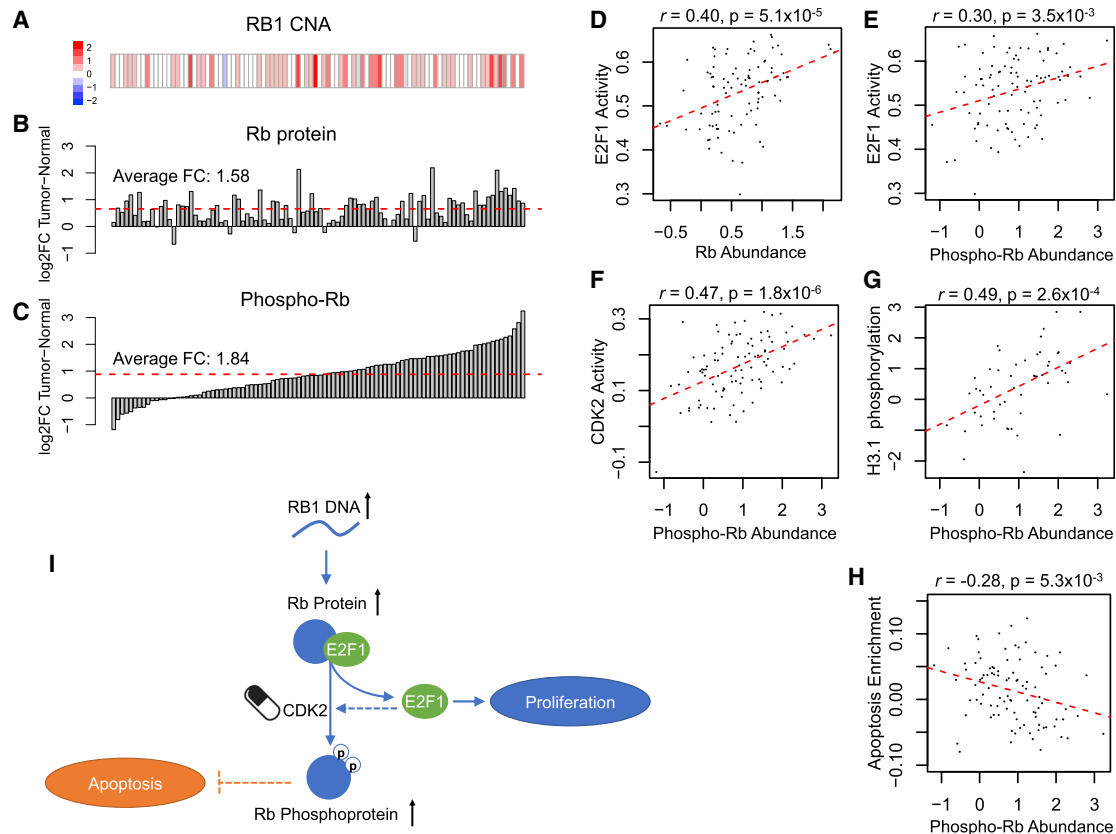 A
RB1 CNA
2
1
0
−1
−2
B
Rb protein
log2FC Tumor−Normal
3
2
1
0
−1
Average FC: 1.58
C
Phospho-Rb
log2FC Tumor−Normal
3
2
1
0
−1
Average FC: 1.84
D
r = 0.40, p = 5.1x10-5
E2F1 Activity
0.6
0.5
0.4
0.3
−0.5 0.5 1.5
Rb Abundance
E
r = 0.30, p = 3.5x10-3
E2F1 Activity
0.6
0.5
0.4
0.3
−1 0 1 2 3
Phospho-Rb Abundance
F
r = 0.47, p = 1.8x10-6
CDK2 Activity
0.3
0.1
−0.1
−1 0 1 2 3
Phospho-Rb Abundance
G
r = 0.49, p = 2.6x10-4
H3.1 phosphorylation
3
2
0
−2
−1 0 1 2 3
Phospho-Rb Abundance
H
r = -0.28, p = 5.3x10-3
Apoptosis Enrichment
0.10
0.00
−0.10
−1 0 1 2 3
Phospho-Rb Abundance
I
RB1 DNA
Rb Protein
E2F1
CDK2
E2F1
Proliferation
p
p
Apoptosis
Rb Phosphoprotein